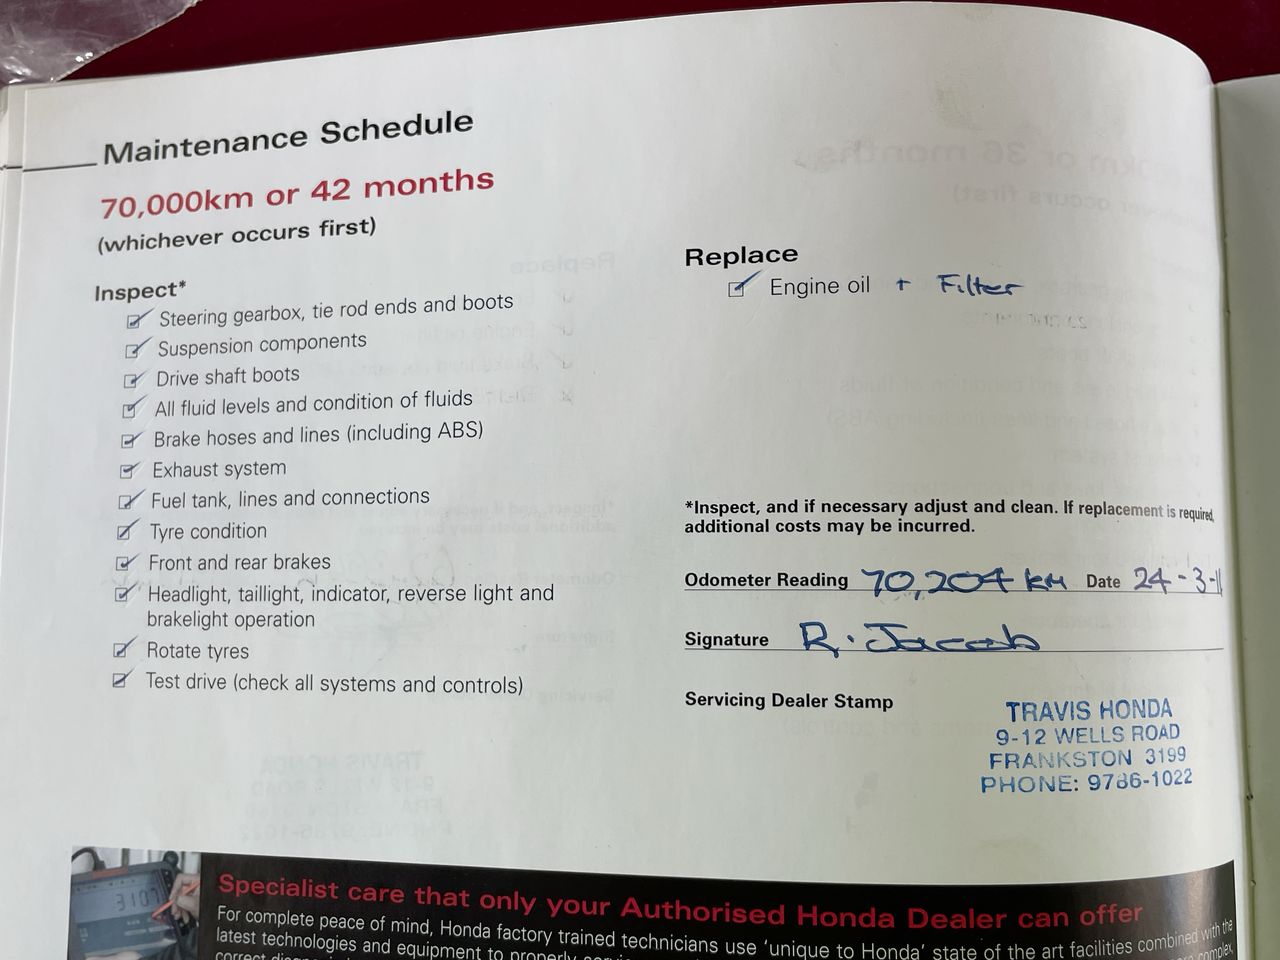 Maintenance Schedule
70,000km or 42 months
(whichever occurs first)
Inspect*
Steering gearbox, tie rod ends and boots
Suspension components
Drive shaft boots
All fluid levels and condition of fluids
Brake hoses and lines (including ABS)
Exhaust system
Fuel tank, lines and connections
Tyre condition
Front and rear brakes
Headlight, taillight, indicator, reverse light and
brakelight operation
Rotate tyres
Test drive (check all systems and controls)
Replace
Engine oil + Filter
*Inspect, and if necessary adjust and clean. If replacement is required,
additional costs may be incurred.
Odometer Reading 70,204 km Date 24-3-11
Signature R. Jacob
Servicing Dealer Stamp
TRAVIS HONDA
9-12 WELLS ROAD
FRANKSTON 3199
PHONE: 9786-1022
3107
Specialist care that only your Authorised Honda Dealer can offer
For complete peace of mind, Honda factory trained technicians use 'unique to Honda' state of the art facilities combined with the
latest technologies and equipment to properly
complex,